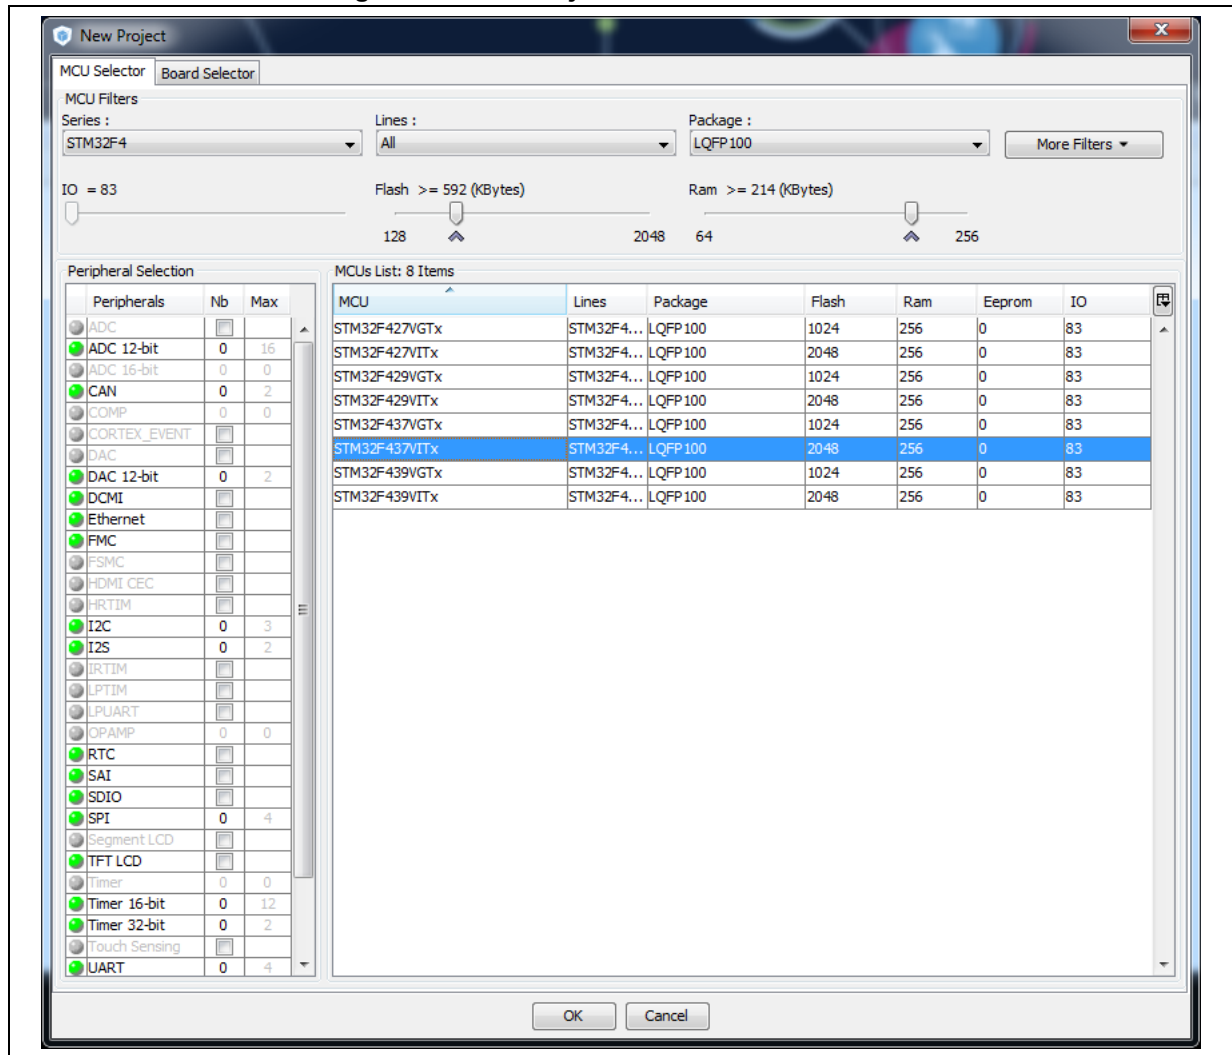 New Project
MCU Selector Board Selector
MCU Filters
Series : Lines : Package :
STM32F4 All LQFP100 More Filters
IO = 83 Flash >= 592 (KBytes) Ram >= 214 (KBytes)
128 2048 64 256
Peripheral Selection MCUs List: 8 Items
Peripherals Nb Max MCU Lines Package Flash Ram Eeprom IO
ADC STM32F427VGTx STM32F4... LQFP100 1024 256 0 83
ADC 12-bit 0 16 STM32F427VITx STM32F4... LQFP100 2048 256 0 83
ADC 16-bit 0 0 STM32F429VGTx STM32F4... LQFP100 1024 256 0 83
CAN 0 2 STM32F429VITx STM32F4... LQFP100 2048 256 0 83
COMP 0 0 STM32F437VGTx STM32F4... LQFP100 1024 256 0 83
CORTEX_EVENT STM32F437VITx STM32F4... LQFP100 2048 256 0 83
DAC STM32F439VGTx STM32F4... LQFP100 1024 256 0 83
DAC 12-bit 0 2 STM32F439VITx STM32F4... LQFP100 2048 256 0 83
DCMI
Ethernet
FMC
FSMC
HDMI CEC
HRTIM
I2C 0 3
I2S 0 2
IRTIM
LPTIM
LPUART
OPAMP 0 0
RTC
SAI
SDIO
SPI 0 4
Segment LCD
TFT LCD
Timer 0 0
Timer 16-bit 0 12
Timer 32-bit 0 2
Touch Sensing
UART 0 4
OK Cancel